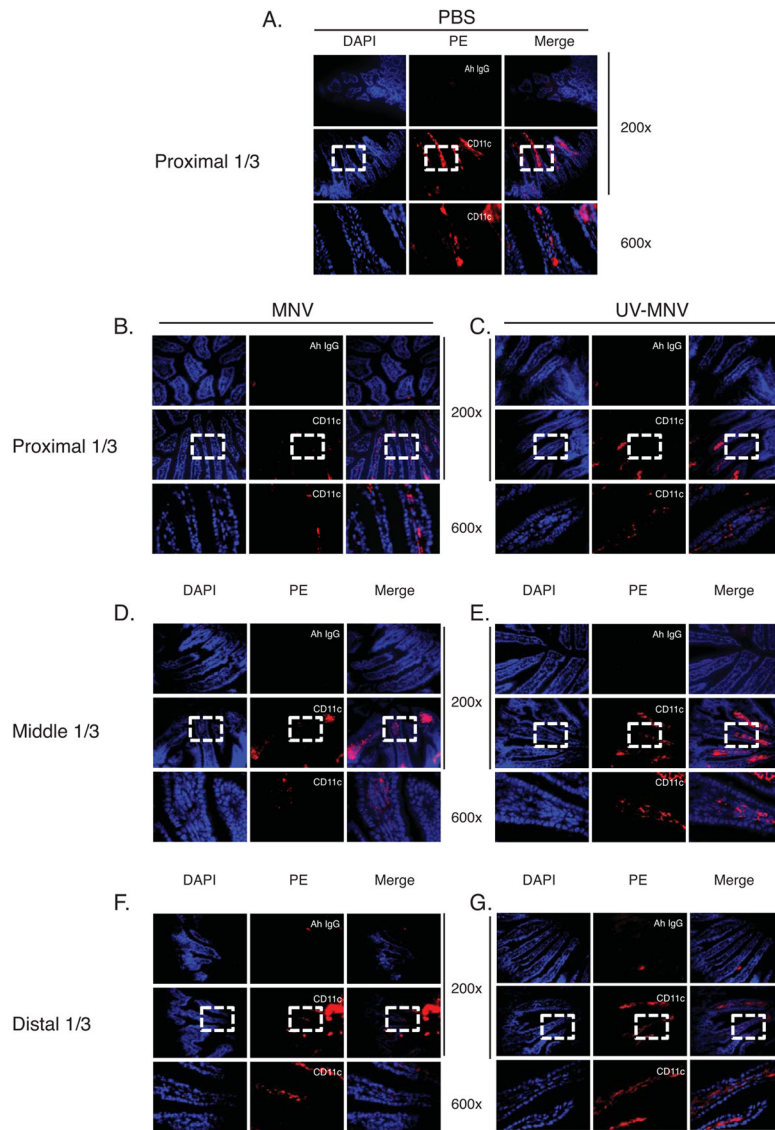 A.
PBS
DAPI PE Merge
Ah IgG
200x
Proximal 1/3
CD11c
CD11c
600x
B.
MNV
C.
UV-MNV
Ah IgG
Ah IgG
200x
Proximal 1/3
CD11c
CD11c
CD11c
CD11c
600x
DAPI PE Merge
DAPI PE Merge
D.
E.
Ah IgG
Ah IgG
200x
Middle 1/3
CD11c
CD11c
CD11c
CD11c
600x
DAPI PE Merge
DAPI PE Merge
F.
G.
Ah IgG
Ah IgG
200x
Distal 1/3
CD11c
CD11c
CD11c
CD11c
600x